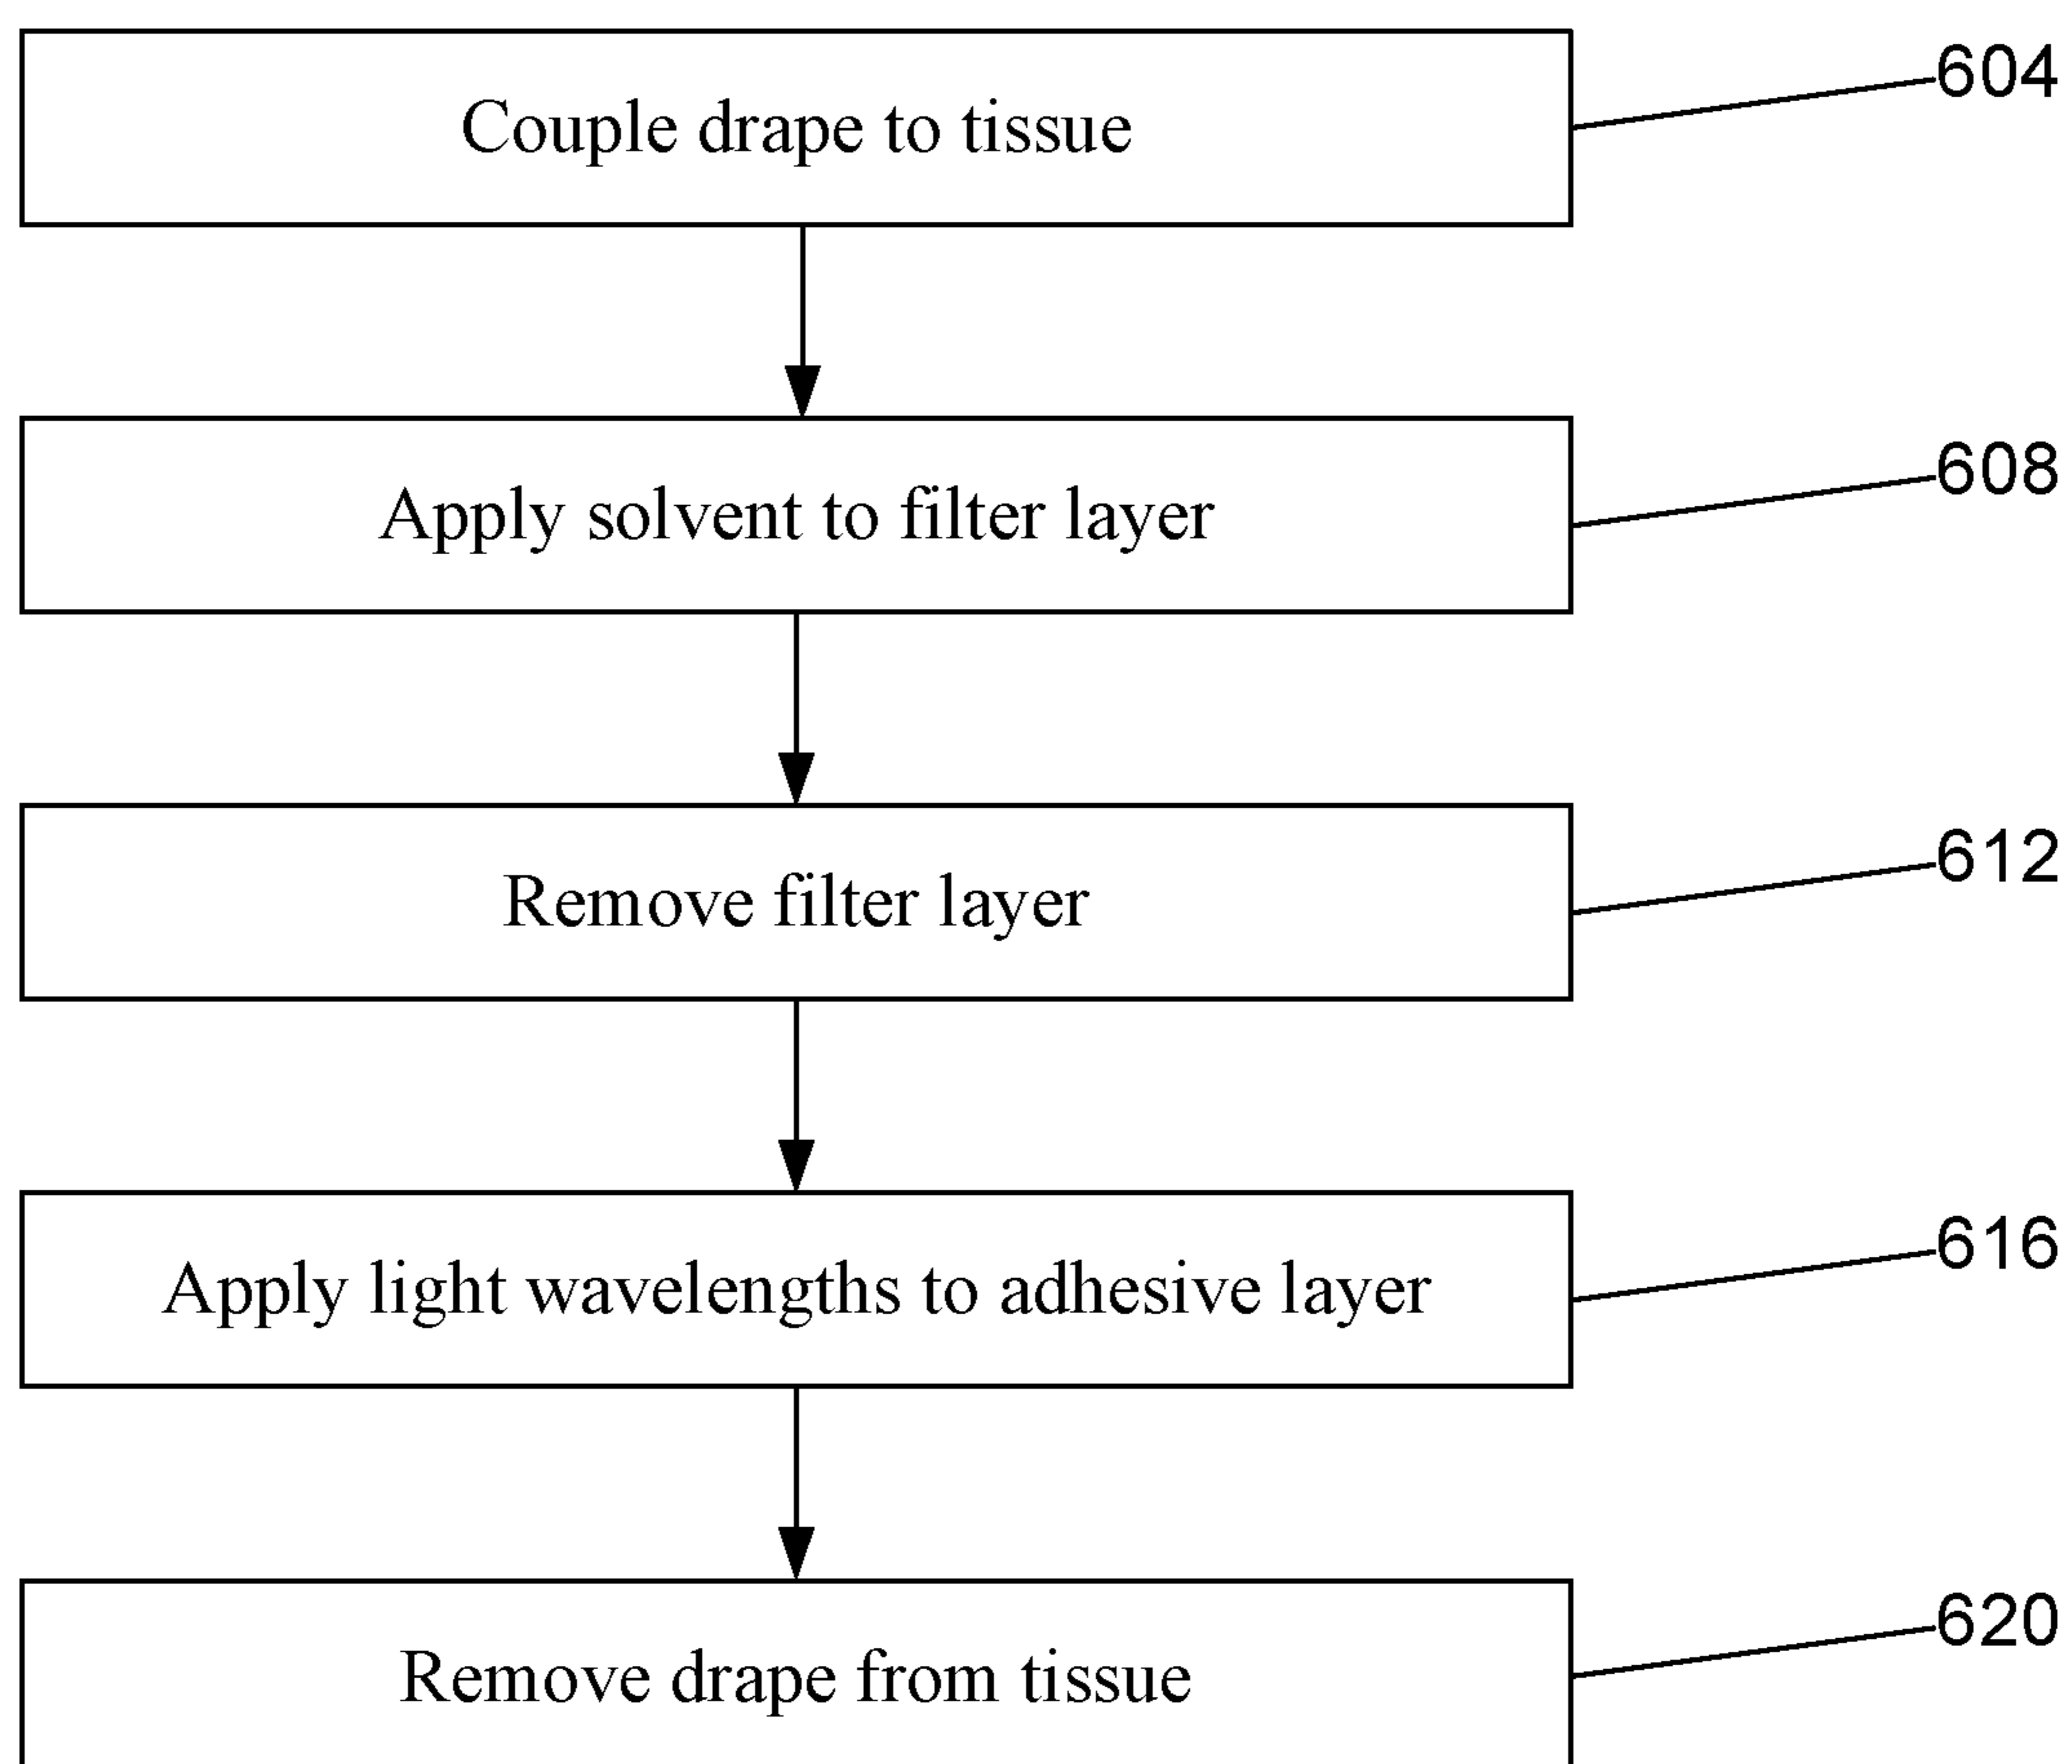 Couple drape to tissue
604
Apply solvent to filter layer
608
Remove filter layer
612
Apply light wavelengths to adhesive layer
616
Remove drape from tissue
620